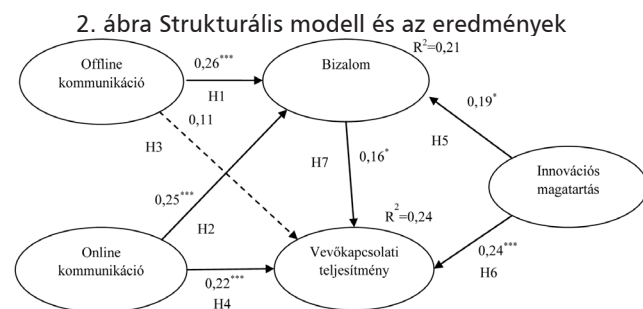 2. ábra Strukturális modell és az eredmények
Offline
kommunikáció
0,26***
H1
Bizalom
R²=0,21
0,11
H3
0,19*
H5
H7
0,16*
Innovációs
magatartás
0,25***
H2
R²=0,24
Online
kommunikáció
0,22***
H4
Vevőkapcsolati
teljesítmény
0,24***
H6